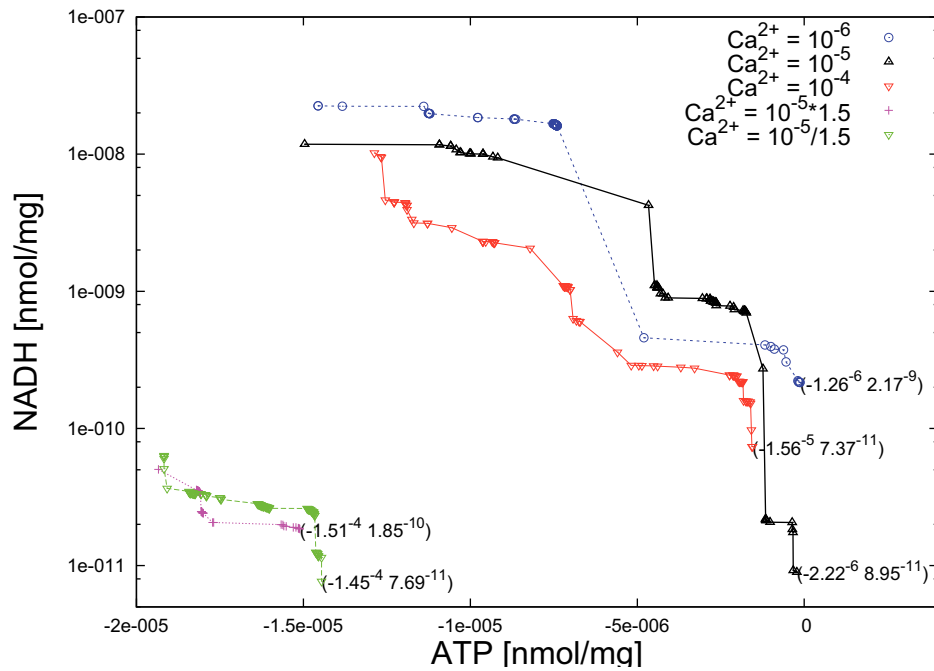 1e-007
1e-008
1e-009
1e-010
1e-011
NADH [nmol/mg]
Ca2+ = 10-6
Ca2+ = 10-5
Ca2+ = 10-4
Ca2+ = 10-5*1.5
Ca2+ = 10-5/1.5
(-1.26-6 2.17-9)
(-1.56-5 7.37-11)
(-1.51-4 1.85-10)
(-1.45-4 7.69-11)
(-2.22-6 8.95-11)
-2e-005
-1.5e-005
-1e-005
-5e-006
0
ATP [nmol/mg]